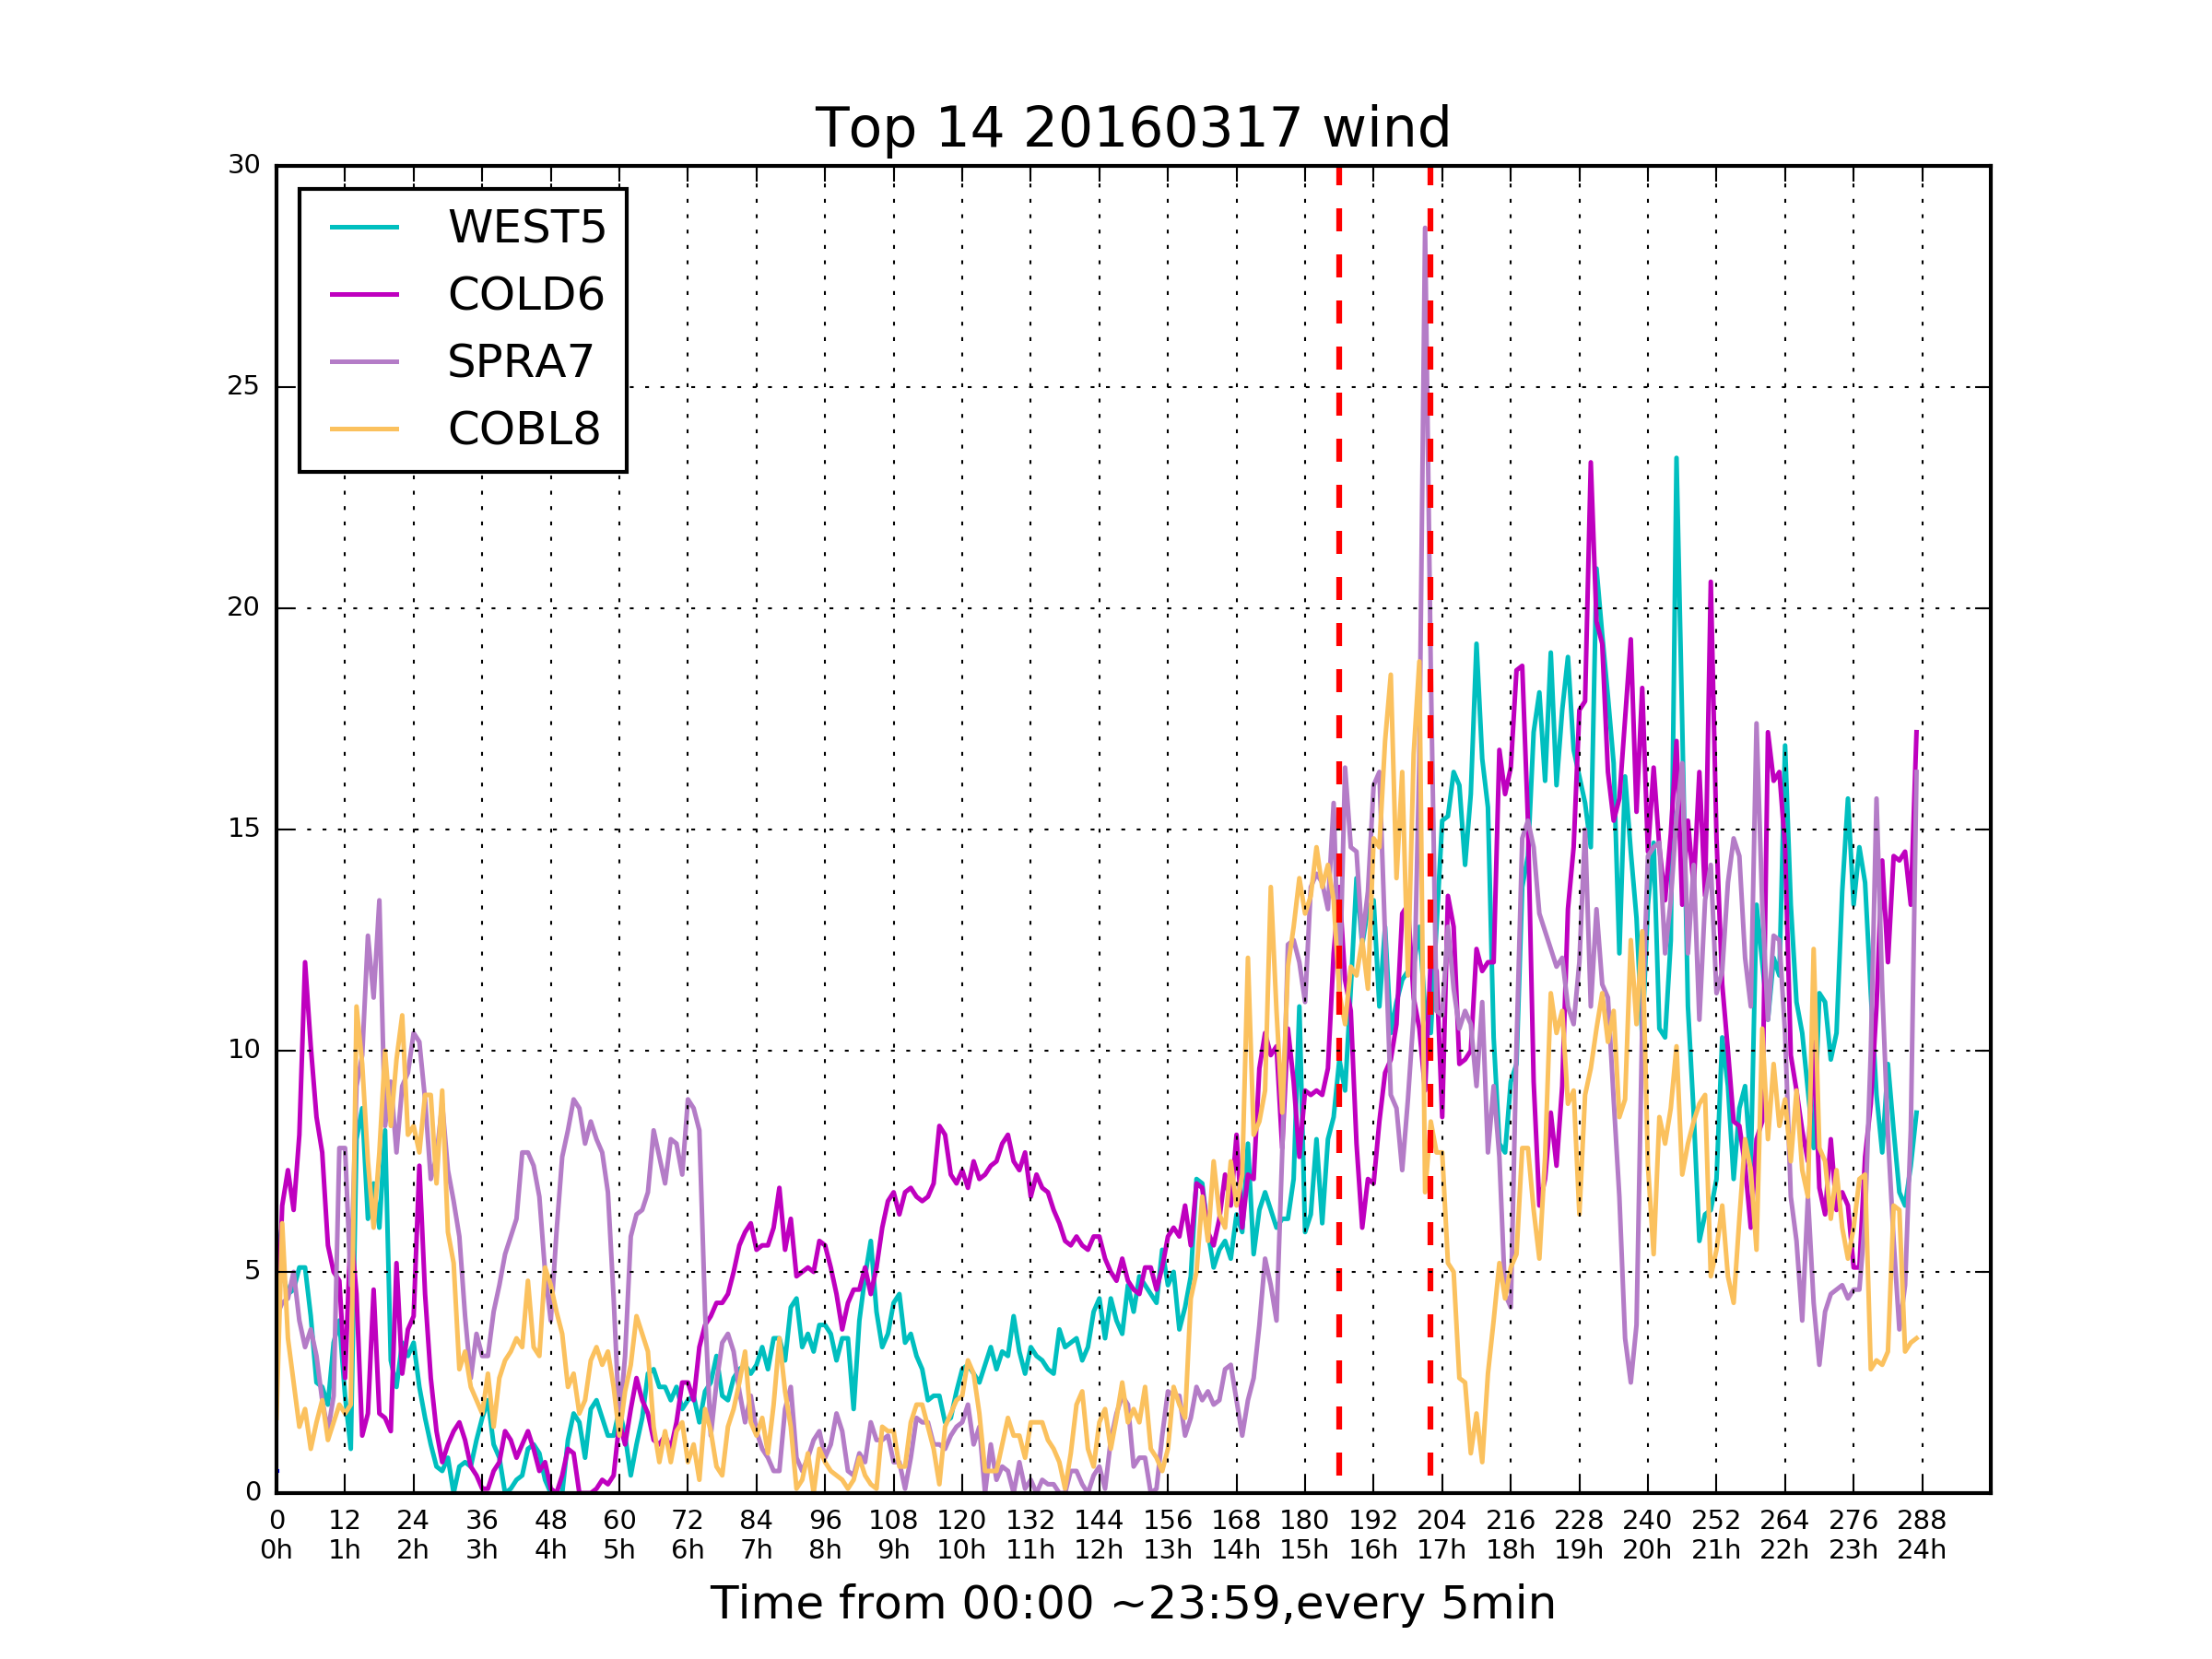 Top 14 20160317 wind
30
25
20
15
10
5
0
WEST5
COLD6
SPRA7
COBL8
0 12 24 36 48 60 72 84 96 108 120 132 144 156 168 180 192 204 216 228 240 252 264 276 288
0h 1h 2h 3h 4h 5h 6h 7h 8h 9h 10h 11h 12h 13h 14h 15h 16h 17h 18h 19h 20h 21h 22h 23h 24h
Time from 00:00 ~23:59,every 5min